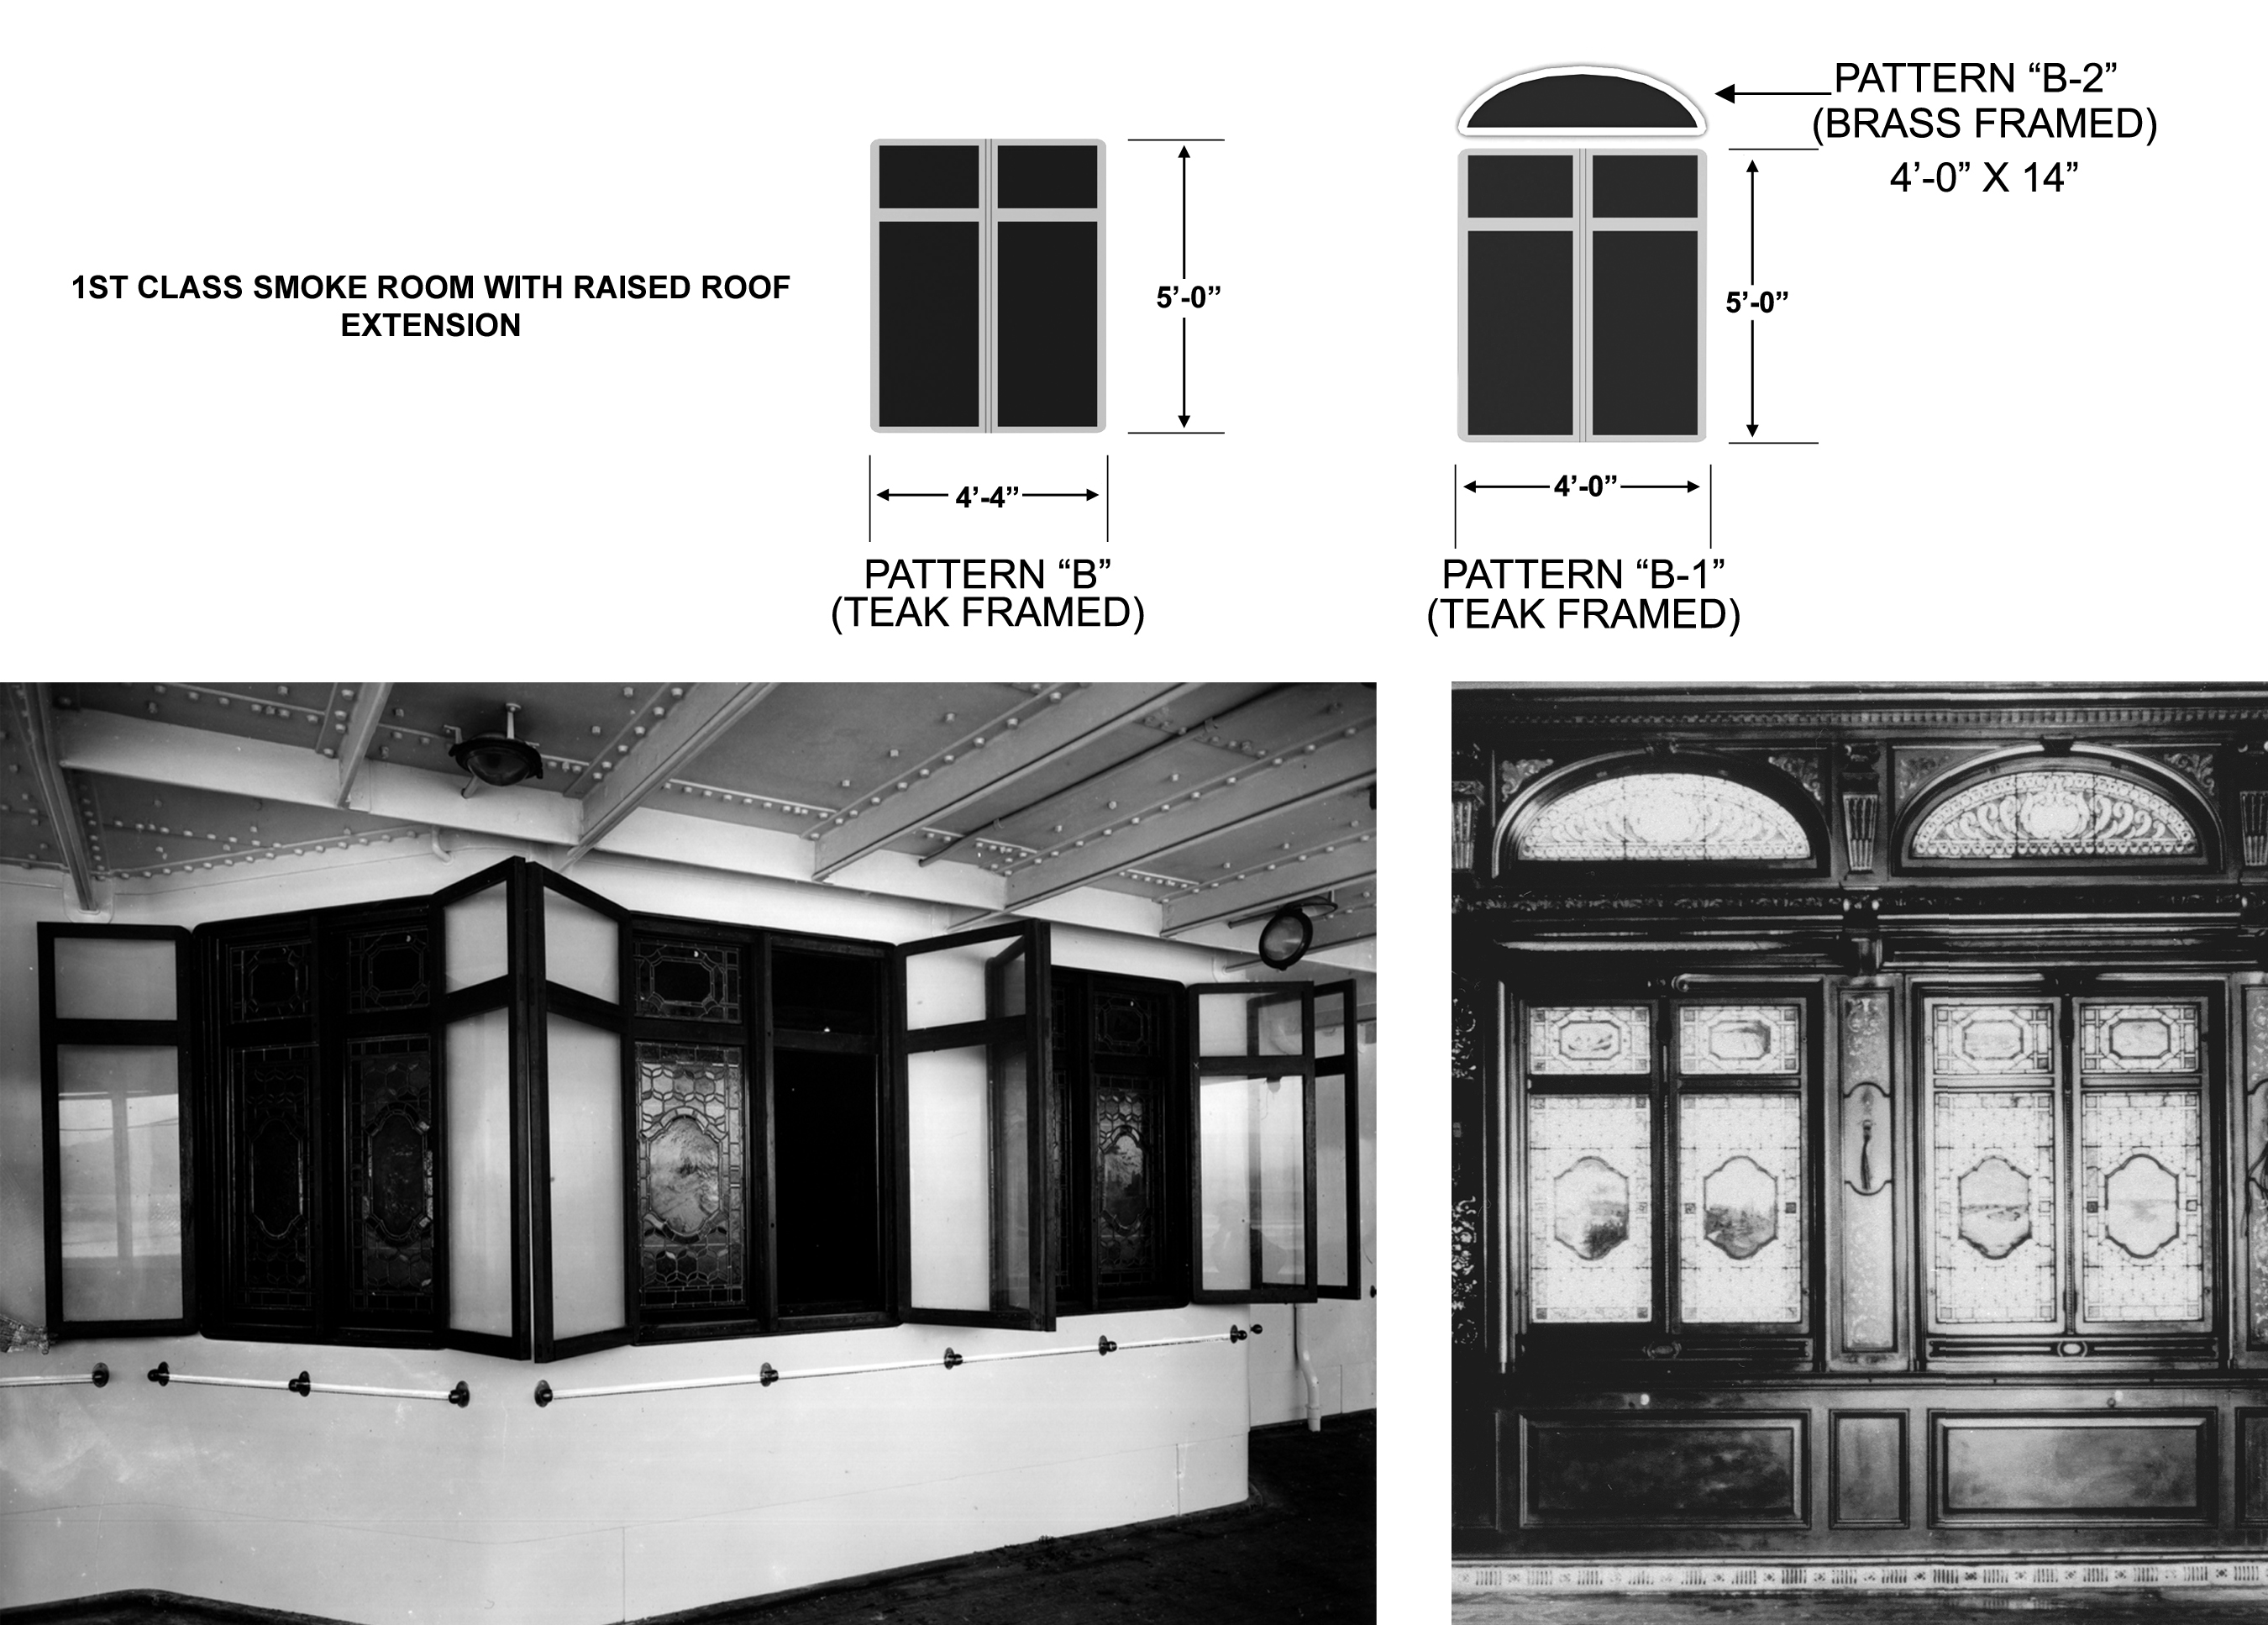 1ST CLASS SMOKE ROOM WITH RAISED ROOF
EXTENSION
5’-0”
4’-4”
PATTERN “B”
(TEAK FRAMED)
PATTERN “B-2”
(BRASS FRAMED)
4’-0” X 14”
5’-0”
4’-0”
PATTERN “B-1”
(TEAK FRAMED)